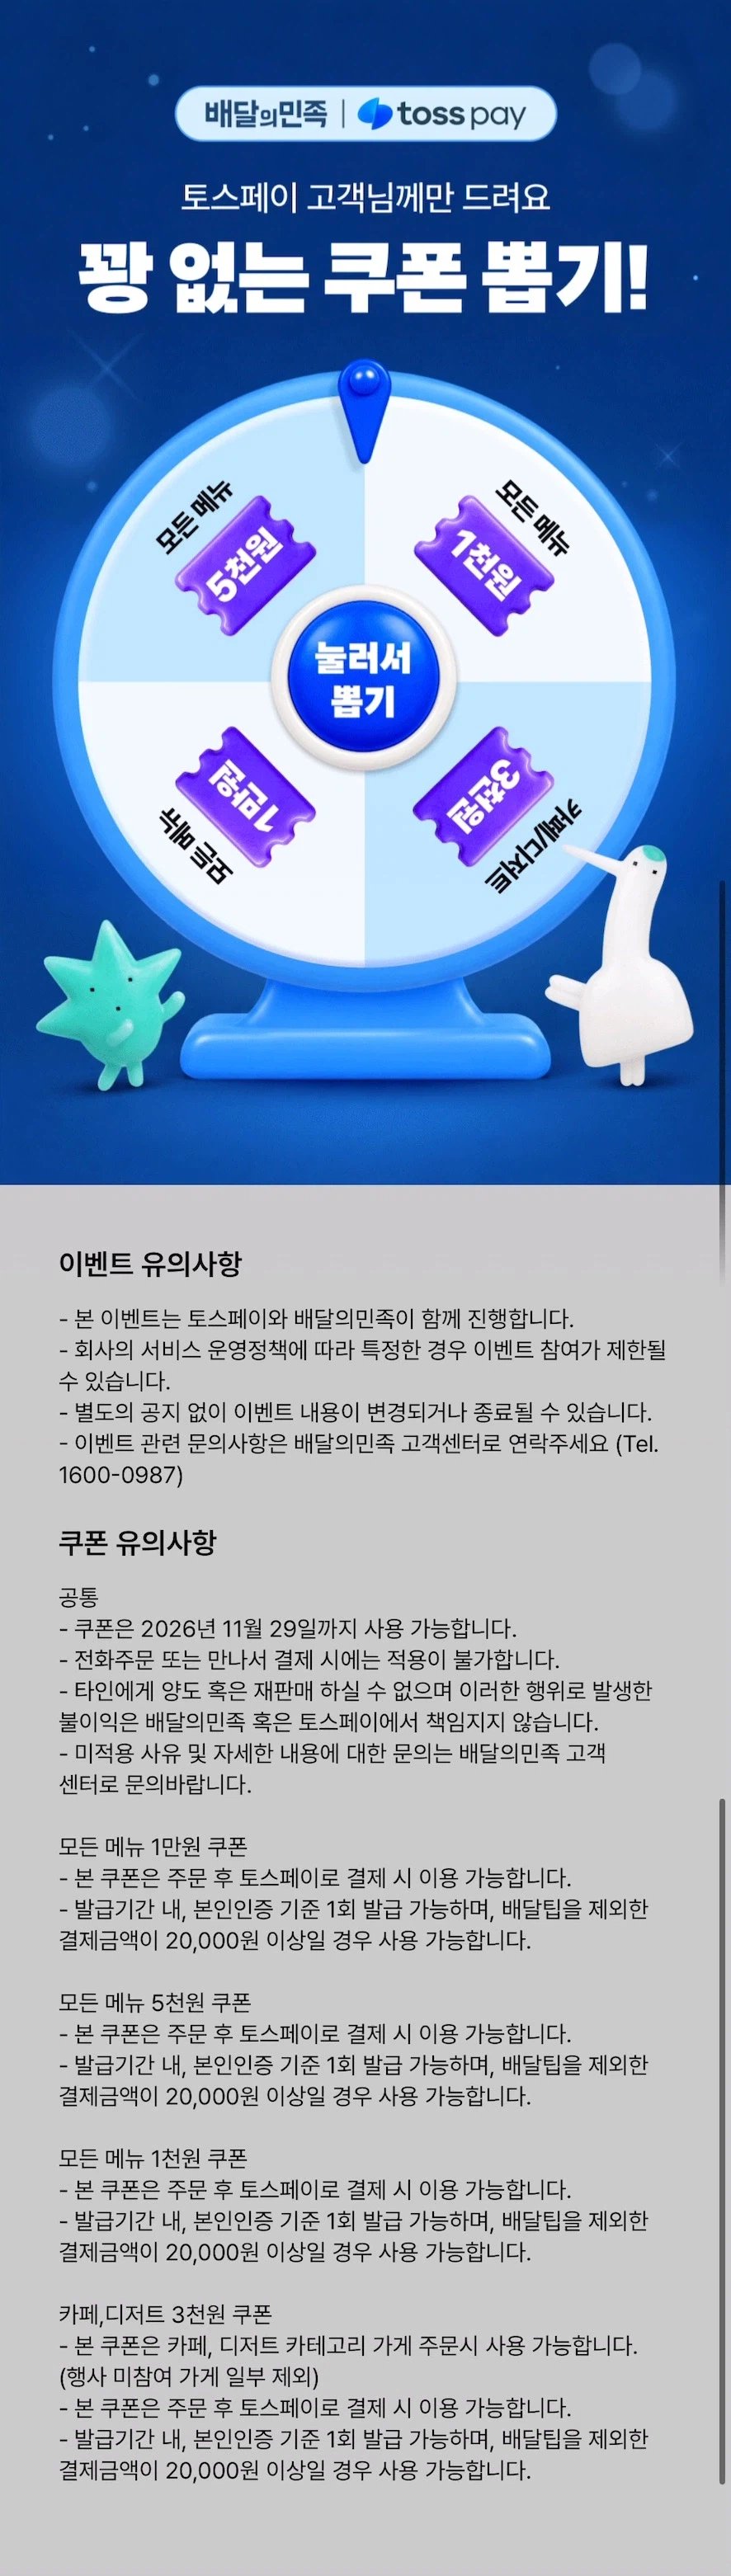 배달의민족 | toss pay
토스페이 고객님께만 드려요
꽝 없는 쿠폰 뽑기!
모든 메뉴
5천원
모든 메뉴
1천원
눌러서
뽑기
모든 메뉴
1만원
카페/디저트
3천원
이벤트 유의사항
- 본 이벤트는 토스페이와 배달의민족이 함께 진행합니다.
- 회사의 서비스 운영정책에 따라 특정한 경우 이벤트 참여가 제한될
수 있습니다.
- 별도의 공지 없이 이벤트 내용이 변경되거나 종료될 수 있습니다.
- 이벤트 관련 문의사항은 배달의민족 고객센터로 연락주세요 (Tel.
1600-0987)
쿠폰 유의사항
공통
- 쿠폰은 2026년 11월 29일까지 사용 가능합니다.
- 전화주문 또는 만나서 결제 시에는 적용이 불가합니다.
- 타인에게 양도 혹은 재판매 하실 수 없으며 이러한 행위로 발생한
불이익은 배달의민족 혹은 토스페이에서 책임지지 않습니다.
- 미적용 사유 및 자세한 내용에 대한 문의는 배달의민족 고객
센터로 문의바랍니다.
모든 메뉴 1만원 쿠폰
- 본 쿠폰은 주문 후 토스페이로 결제 시 이용 가능합니다.
- 발급기간 내, 본인인증 기준 1회 발급 가능하며, 배달팁을 제외한
결제금액이 20,000원 이상일 경우 사용 가능합니다.
모든 메뉴 5천원 쿠폰
- 본 쿠폰은 주문 후 토스페이로 결제 시 이용 가능합니다.
- 발급기간 내, 본인인증 기준 1회 발급 가능하며, 배달팁을 제외한
결제금액이 20,000원 이상일 경우 사용 가능합니다.
모든 메뉴 1천원 쿠폰
- 본 쿠폰은 주문 후 토스페이로 결제 시 이용 가능합니다.
- 발급기간 내, 본인인증 기준 1회 발급 가능하며, 배달팁을 제외한
결제금액이 20,000원 이상일 경우 사용 가능합니다.
카페,디저트 3천원 쿠폰
- 본 쿠폰은 카페, 디저트 카테고리 가게 주문시 사용 가능합니다.
(행사 미참여 가게 일부 제외)
- 본 쿠폰은 주문 후 토스페이로 결제 시 이용 가능합니다.
- 발급기간 내, 본인인증 기준 1회 발급 가능하며, 배달팁을 제외한
결제금액이 20,000원 이상일 경우 사용 가능합니다.